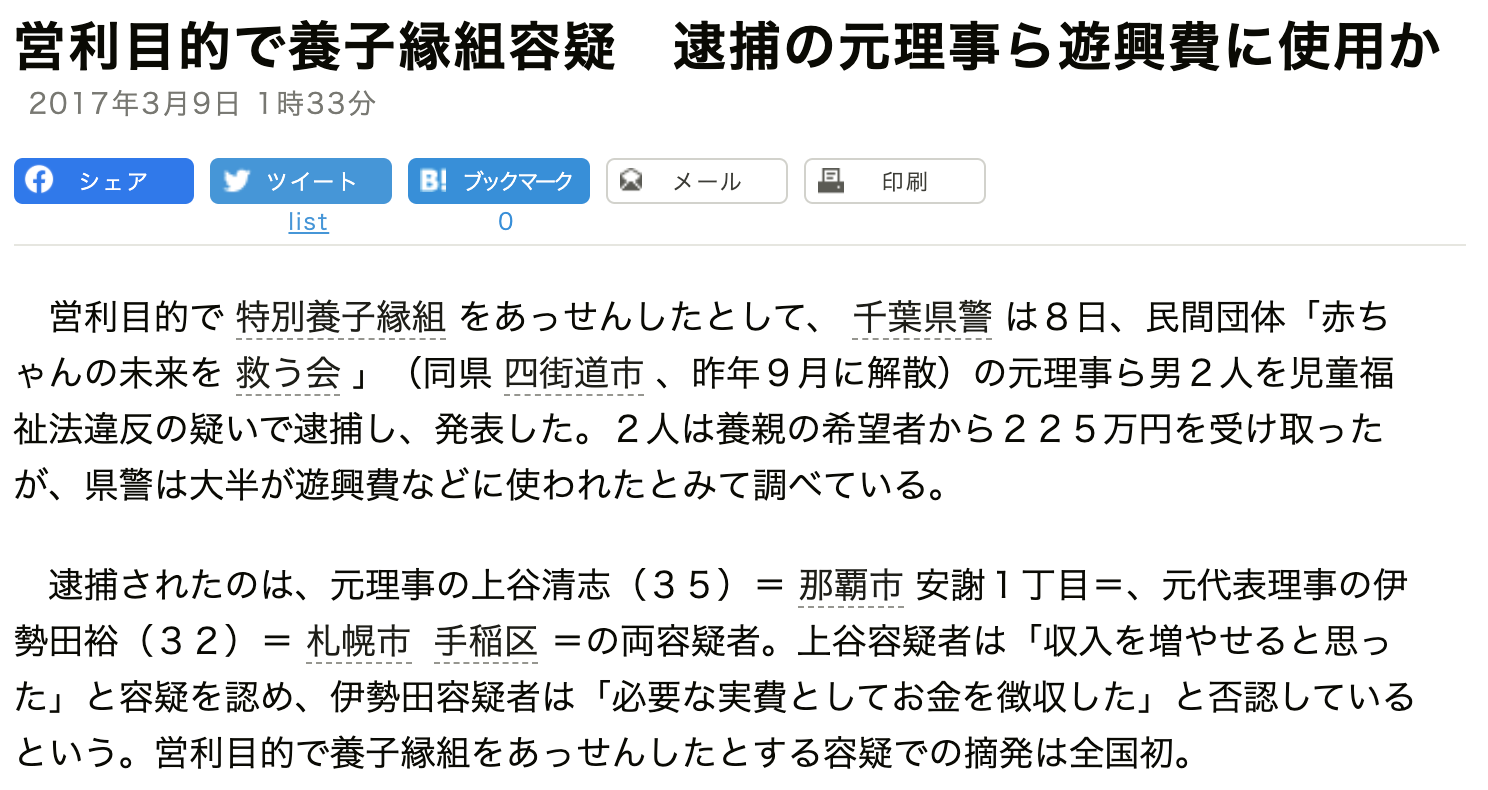 営利目的で養子縁組容疑　逮捕の元理事ら遊興費に使用か
2017年3月9日 1時33分
シェア ツイート B! ブックマーク メール 印刷
list 0
　営利目的で 特別養子縁組 をあっせんしたとして、 千葉県警 は８日、民間団体「赤ち
ゃんの未来を 救う会 」（同県 四街道市 、昨年９月に解散）の元理事ら男２人を児童福
祉法違反の疑いで逮捕し、発表した。２人は養親の希望者から２２５万円を受け取った
が、県警は大半が遊興費などに使われたとみて調べている。
　逮捕されたのは、元理事の上谷清志（３５）＝ 那覇市 安謝１丁目＝、元代表理事の伊
勢田裕（３２）＝ 札幌市 手稲区 ＝の両容疑者。上谷容疑者は「収入を増やせると思っ
た」と容疑を認め、伊勢田容疑者は「必要な実費としてお金を徴収した」と否認している
という。営利目的で養子縁組をあっせんしたとする容疑での摘発は全国初。